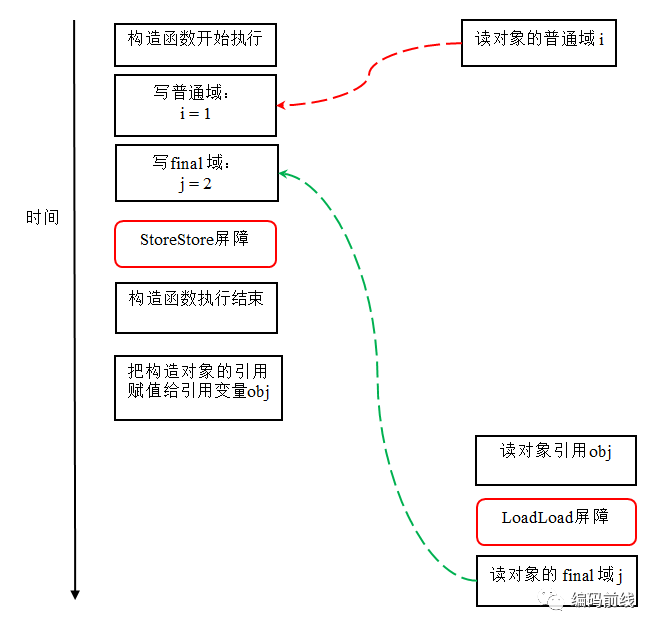 构造函数开始执行
读对象的普通域 i
写普通域：
i = 1
写final 域：
j = 2
时间
StoreStore屏障
构造函数执行结束
把构造对象的引用
赋值给引用变量obj
读对象引用obj
LoadLoad屏障
读对象的 final 域 j
编码前线